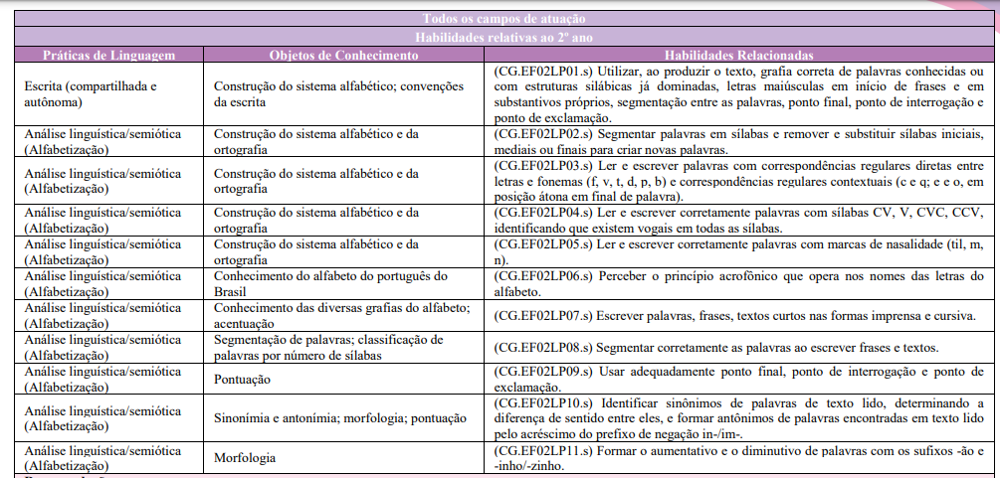 Todos os campos de atuação
Habilidades relativas ao 2º ano
Práticas de Linguagem Objetos de Conhecimento Habilidades Relacionadas
Escrita (compartilhada e
autônoma)
Construção do sistema alfabético; convenções
da escrita
(CG.EF02LP01.s) Utilizar, ao produzir o texto, grafia correta de palavras conhecidas ou
com estruturas silábicas já dominadas, letras maiúsculas em início de frases e em
substantivos próprios, segmentação entre as palavras, ponto final, ponto de interrogação e
ponto de exclamação.
Análise linguística/semiótica
(Alfabetização)
Construção do sistema alfabético e da
ortografia
(CG.EF02LP02.s) Segmentar palavras em sílabas e remover e substituir sílabas iniciais,
mediais ou finais para criar novas palavras.
Análise linguística/semiótica
(Alfabetização)
Construção do sistema alfabético e da
ortografia
(CG.EF02LP03.s) Ler e escrever palavras com correspondências regulares diretas entre
letras e fonemas (f, v, t, d, p, b) e correspondências regulares contextuais (c e q; e e o, em
posição átona em final de palavra).
Análise linguística/semiótica
(Alfabetização)
Construção do sistema alfabético e da
ortografia
(CG.EF02LP04.s) Ler e escrever corretamente palavras com sílabas CV, V, CVC, CCV,
identificando que existem vogais em todas as sílabas.
Análise linguística/semiótica
(Alfabetização)
Construção do sistema alfabético e da
ortografia
(CG.EF02LP05.s) Ler e escrever corretamente palavras com marcas de nasalidade (til, m,
n).
Análise linguística/semiótica
(Alfabetização)
Conhecimento do alfabeto do português do
Brasil
(CG.EF02LP06.s) Perceber o princípio acrofônico que opera nos nomes das letras do
alfabeto.
Análise linguística/semiótica
(Alfabetização)
Conhecimento das diversas grafias do alfabeto;
acentuação
(CG.EF02LP07.s) Escrever palavras, frases, textos curtos nas formas imprensa e cursiva.
Análise linguística/semiótica
(Alfabetização)
Segmentação de palavras; classificação de
palavras por número de sílabas
(CG.EF02LP08.s) Segmentar corretamente as palavras ao escrever frases e textos.
Análise linguística/semiótica
(Alfabetização)
Pontuação
(CG.EF02LP09.s) Usar adequadamente ponto final, ponto de interrogação e ponto de
exclamação.
Análise linguística/semiótica
(Alfabetização)
Sinonímia e antonímia; morfologia; pontuação
(CG.EF02LP10.s) Identificar sinônimos de palavras de texto lido, determinando a
diferença de sentido entre eles, e formar antônimos de palavras encontradas em texto lido
pelo acréscimo do prefixo de negação in-/im-.
Análise linguística/semiótica
(Alfabetização)
Morfologia
(CG.EF02LP11.s) Formar o aumentativo e o diminutivo de palavras com os sufixos -ão e
-inho/-zinho.